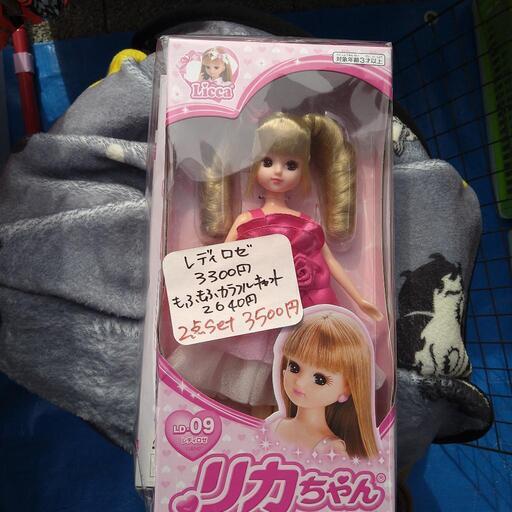 Licca
対象年齢3才以上
レディロゼ
3300円
もふもふカラフルキャット
2640円
2点set 3500円
LD-09
レディロゼ
リカちゃん